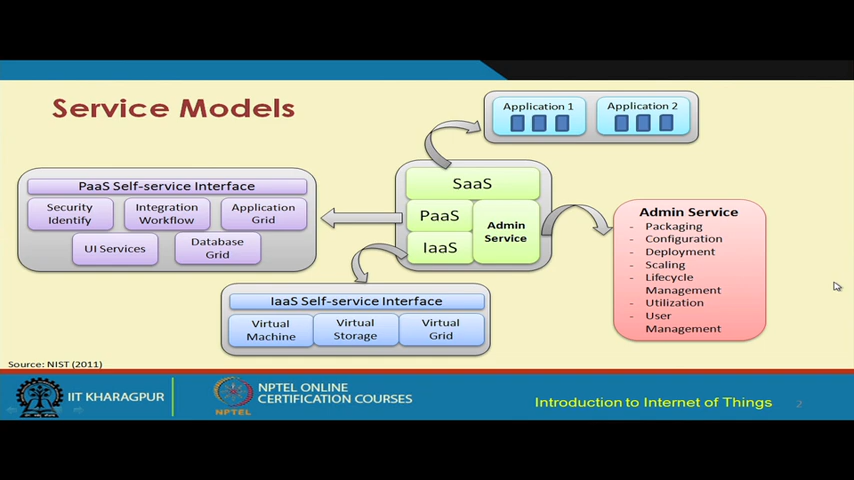 Service Models
Application 1
Application 2
PaaS Self-service Interface
Security
Identify
Integration
Workflow
Application
Grid
UI Services
Database
Grid
SaaS
PaaS
IaaS
Admin
Service
Admin Service
- Packaging
- Configuration
- Deployment
- Scaling
- Lifecycle
Management
- Utilization
- User
Management
IaaS Self-service Interface
Virtual
Machine
Virtual
Storage
Virtual
Grid
Source: NIST (2011)
IIT KHARAGPUR
NPTEL
NPTEL ONLINE
CERTIFICATION COURSES
Introduction to Internet of Things
2